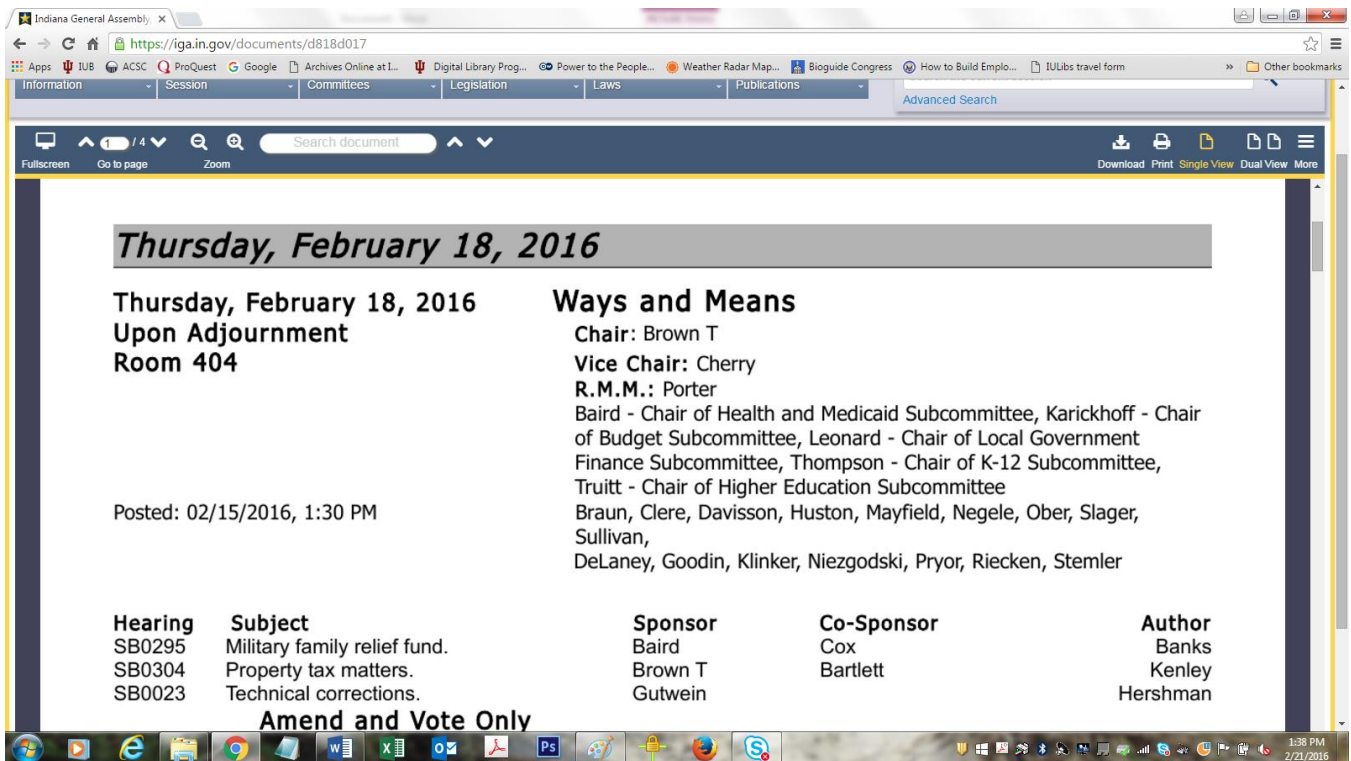 Indiana General Assembly,
https://iga.in.gov/documents/d818d017
Apps IUB ACSC ProQuest Google Archives Online at I... Digital Library Prog... Power to the People... Weather Radar Map... Bioguide Congress How to Build Emplo... IULibs travel form » Other bookmarks
Information Session Committees Legislation Laws Publications
Advanced Search
1 / 4 Search document
Fullscreen Go to page Zoom Download Print Single View Dual View More
Thursday, February 18, 2016
Thursday, February 18, 2016 Ways and Means
Upon Adjournment Chair: Brown T
Room 404 Vice Chair: Cherry
R.M.M.: Porter
Baird - Chair of Health and Medicaid Subcommittee, Karickhoff - Chair
of Budget Subcommittee, Leonard - Chair of Local Government
Finance Subcommittee, Thompson - Chair of K-12 Subcommittee,
Truitt - Chair of Higher Education Subcommittee
Posted: 02/15/2016, 1:30 PM Braun, Clere, Davisson, Huston, Mayfield, Negele, Ober, Slager,
Sullivan,
DeLaney, Goodin, Klinker, Niezgodski, Pryor, Riecken, Stemler
Hearing Subject Sponsor Co-Sponsor Author
SB0295 Military family relief fund. Baird Cox Banks
SB0304 Property tax matters. Brown T Bartlett Kenley
SB0023 Technical corrections. Gutwein Hershman
Amend and Vote Only
1:38 PM
2/21/2016